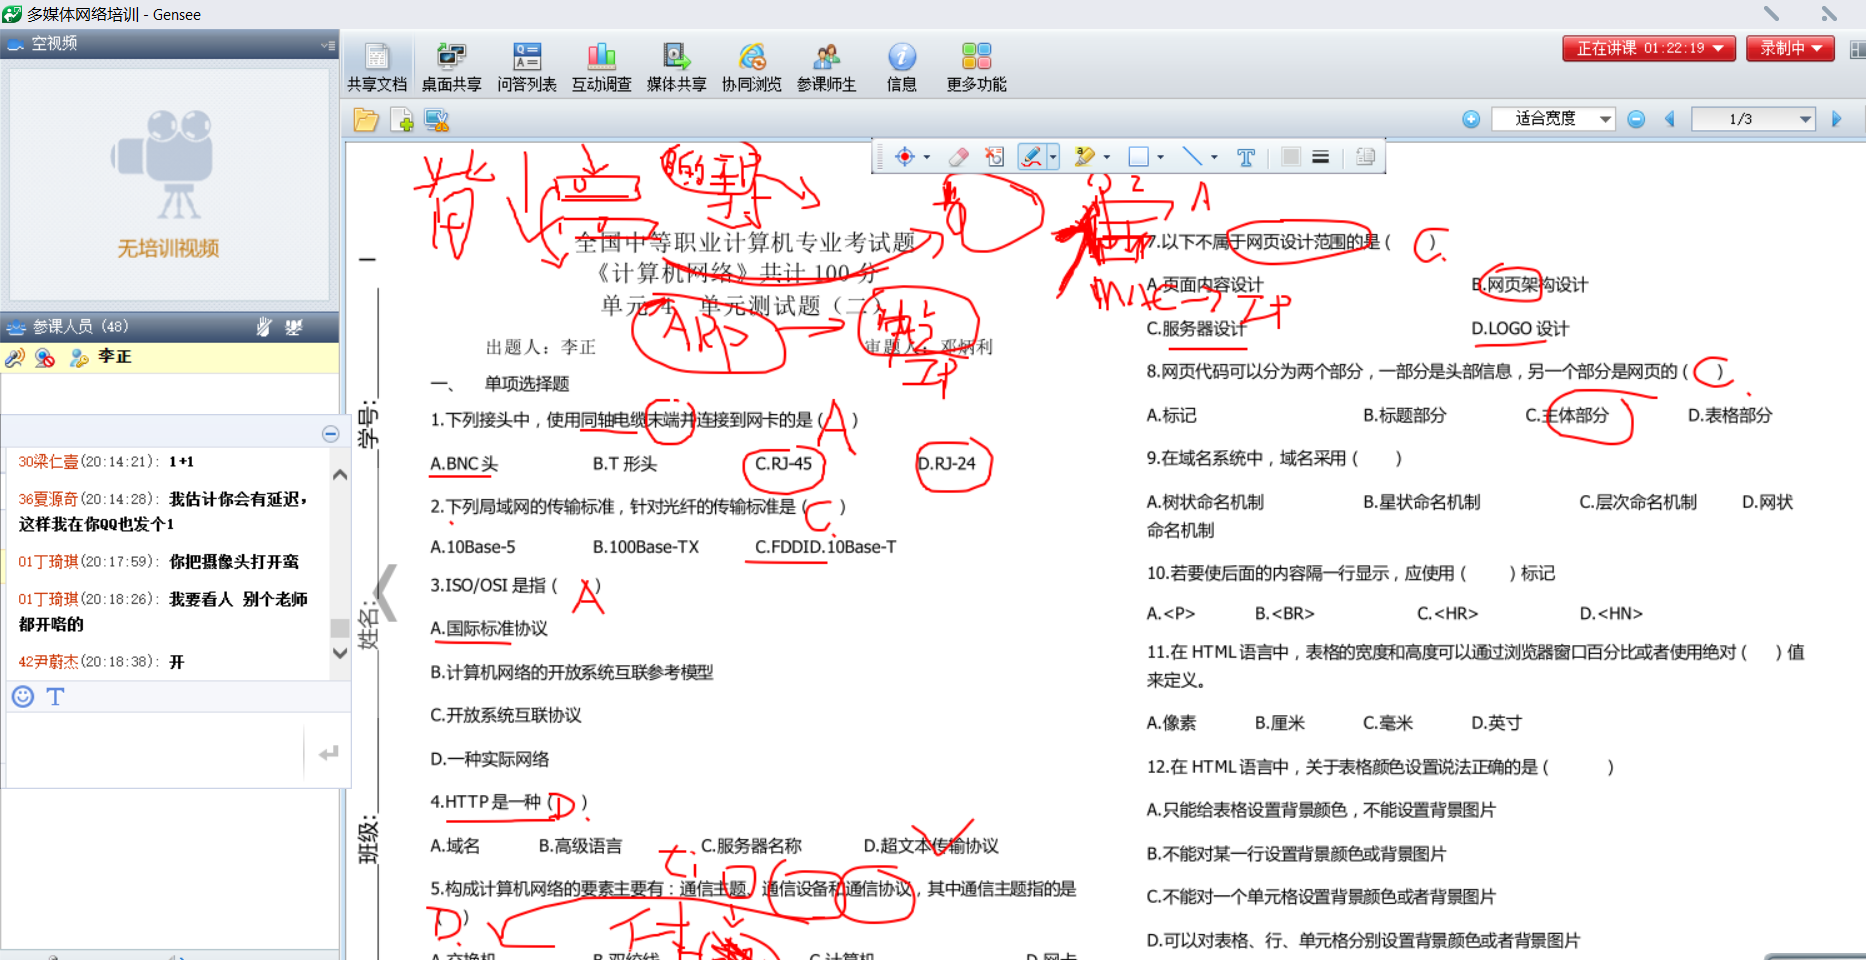 多媒体网络培训 - Gensee
空视频
无培训视频
参课人员 (48)
李正
30梁仁壹(20:14:21): 1+1
36夏源奇(20:14:28): 我估计你会有延迟，
这样我在你QQ也发个1
01丁琦琪(20:17:59): 你把摄像头打开蛮
01丁琦琪(20:18:26): 我要看人 别个老师
都开咯的
42尹蔚杰(20:18:38): 开
共享文档 桌面共享 问答列表 互动调查 媒体共享 协同浏览 参课师生 信息 更多功能
正在讲课 01:22:19
录制中
适合宽度
1/3
学号:
姓名:
班级:
全国中等职业计算机专业考试题
《计算机网络》共计 100 分
单元 4 单元测试题（二）
出题人：李正 审题人：邓炳利
ARP
IP
一、 单项选择题
1.下列接头中，使用同轴电缆末端并连接到网卡的是 ( A )
A.BNC 头 B.T 形头 C.RJ-45 D.RJ-24
2.下列局域网的传输标准，针对光纤的传输标准是 ( C )
A.10Base-5 B.100Base-TX C.FDDID.10Base-T
3.ISO/OSI 是指 ( A )
A.国际标准协议
B.计算机网络的开放系统互联参考模型
C.开放系统互联协议
D.一种实际网络
4.HTTP 是一种 ( D )
A.域名 B.高级语言 C.服务器名称 D.超文本传输协议
5.构成计算机网络的要素主要有：通信主题、通信设备和通信协议，其中通信主题指的是
( D )
A.交换机 B.双绞线 C.计算机 D.网卡
1 2 A
MAC → IP
7.以下不属于网页设计范围的是 ( C )
A.页面内容设计 B.网页架构设计
C.服务器设计 D.LOGO 设计
8.网页代码可以分为两个部分，一部分是头部信息，另一个部分是网页的 ( C )
A.标记 B.标题部分 C.主体部分 D.表格部分
9.在域名系统中，域名采用 ( )
A.树状命名机制 B.星状命名机制 C.层次命名机制 D.网状
命名机制
10.若要使后面的内容隔一行显示，应使用 ( ) 标记
A.<P> B.<BR> C.<HR> D.<HN>
11.在 HTML 语言中，表格的宽度和高度可以通过浏览器窗口百分比或者使用绝对 ( ) 值
来定义。
A.像素 B.厘米 C.毫米 D.英寸
12.在 HTML 语言中，关于表格颜色设置说法正确的是 ( )
A.只能给表格设置背景颜色，不能设置背景图片
B.不能对某一行设置背景颜色或背景图片
C.不能对一个单元格设置背景颜色或者背景图片
D.可以对表格、行、单元格分别设置背景颜色或者背景图片